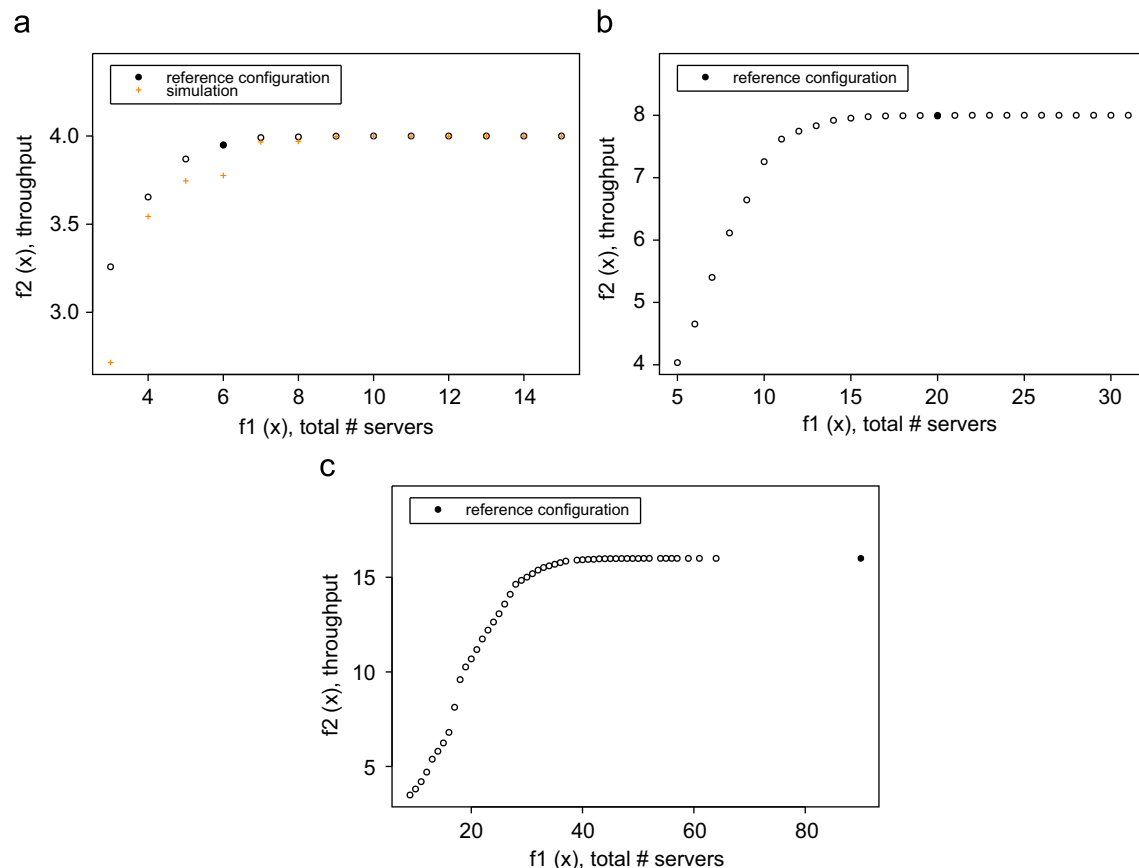 a
reference configuration
simulation
4.0
3.5
3.0
f2 (x), throughput
4 6 8 10 12 14
f1 (x), total # servers
b
reference configuration
8
7
6
5
4
f2 (x), throughput
5 10 15 20 25 30
f1 (x), total # servers
c
reference configuration
15
10
5
f2 (x), throughput
20 40 60 80
f1 (x), total # servers